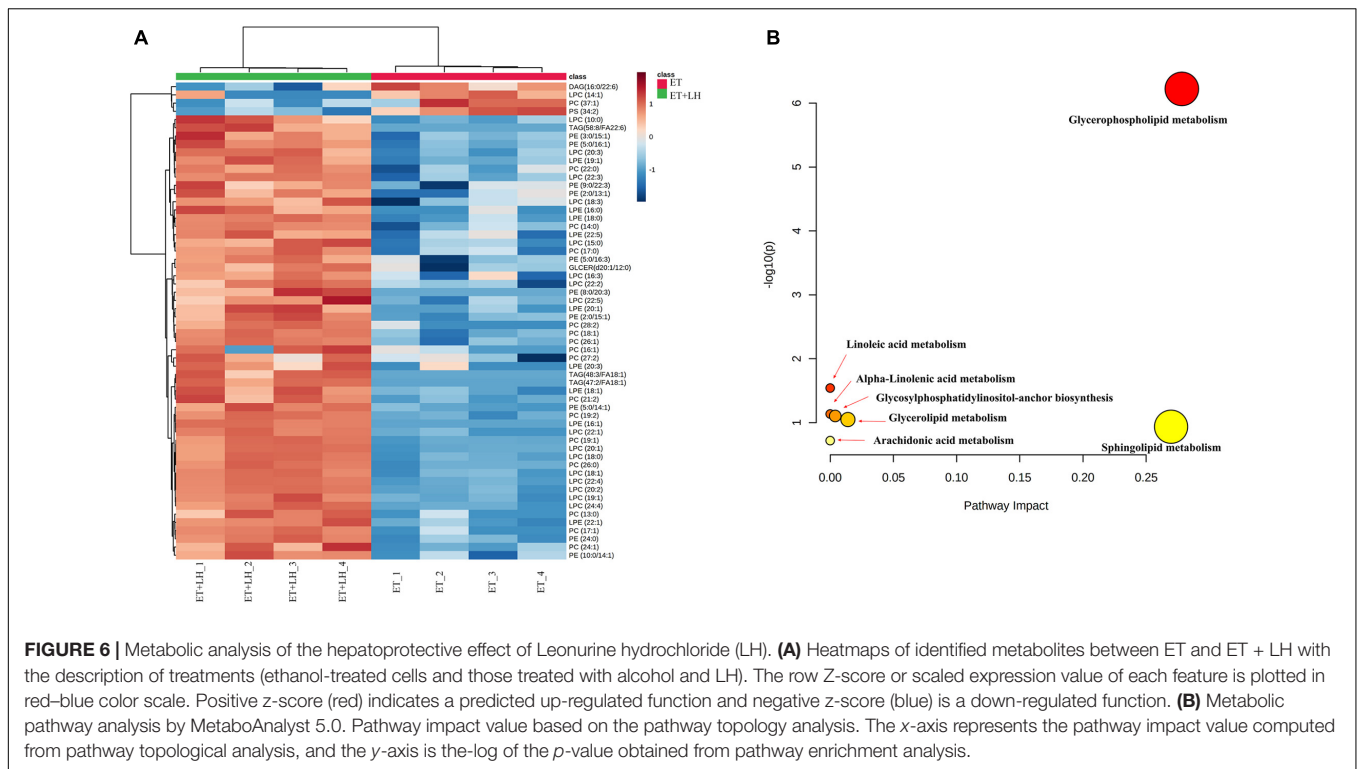 A
class
DAG(16:0/22:6)
LPC (14:1)
PC (37:1)
PS (34:2)
LPC (10:0)
TAG(58:8/FA22:6)
PE (3:0/15:1)
PE (5:0/16:1)
LPC (20:3)
LPE (19:1)
PC (22:0)
LPC (22:3)
PE (9:0/22:3)
PE (2:0/13:1)
LPC (18:3)
LPE (16:0)
LPE (18:0)
PC (14:0)
LPE (22:5)
LPC (15:0)
PC (17:0)
PE (5:0/16:3)
GLCER(d20:1/12:0)
LPC (16:3)
LPC (22:2)
PE (8:0/20:3)
LPC (22:5)
LPE (20:1)
PE (2:0/15:1)
PC (28:2)
PC (18:1)
PC (26:1)
PC (16:1)
PC (27:2)
LPE (20:3)
TAG(48:3/FA18:1)
TAG(47:2/FA18:1)
LPE (18:1)
PC (21:2)
PE (5:0/14:1)
PC (19:2)
LPE (16:1)
LPC (22:1)
PC (19:1)
LPC (20:1)
LPC (18:0)
PC (26:0)
LPC (18:1)
LPC (22:4)
LPC (20:2)
LPC (19:1)
LPC (24:4)
PC (13:0)
LPE (22:1)
PC (17:1)
PE (24:0)
PC (24:1)
PE (10:0/14:1)
ET+LH_1
ET+LH_2
ET+LH_3
ET+LH_4
ET_1
ET_2
ET_3
ET_4
1
0
-1
class
ET
ET+LH
B
-log10(p)
6
5
4
3
2
1
Glycerophospholipid metabolism
Linoleic acid metabolism
Alpha-Linolenic acid metabolism
Glycosylphosphatidylinositol-anchor biosynthesis
Glycerolipid metabolism
Arachidonic acid metabolism
Sphingolipid metabolism
0.00 0.05 0.10 0.15 0.20 0.25
Pathway Impact
FIGURE 6 | Metabolic analysis of the hepatoprotective effect of Leonurine hydrochloride (LH). (A) Heatmaps of identified metabolites between ET and ET + LH with
the description of treatments (ethanol-treated cells and those treated with alcohol and LH). The row Z-score or scaled expression value of each feature is plotted in
red–blue color scale. Positive z-score (red) indicates a predicted up-regulated function and negative z-score (blue) is a down-regulated function. (B) Metabolic
pathway analysis by MetaboAnalyst 5.0. Pathway impact value based on the pathway topology analysis. The x-axis represents the pathway impact value computed
from pathway topological analysis, and the y-axis is the-log of the p-value obtained from pathway enrichment analysis.